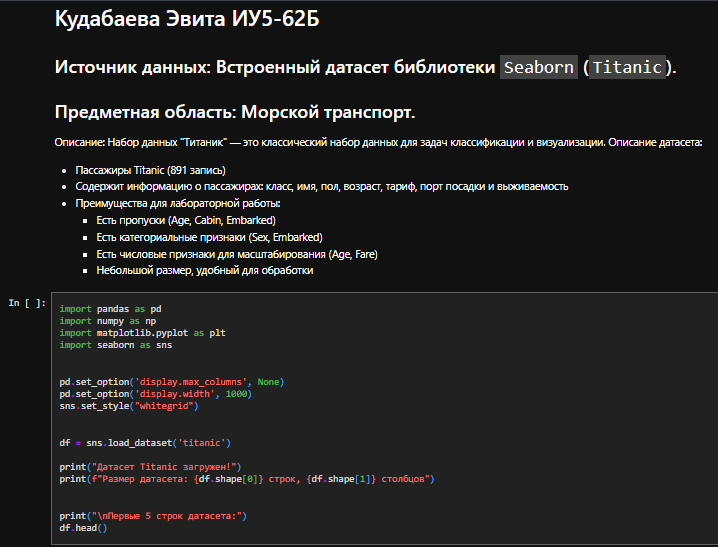 Кудабаева Эвита ИУ5-62Б
Источник данных: Встроенный датасет библиотеки Seaborn (Titanic).
Предметная область: Морской транспорт.
Описание: Набор данных "Титаник" — это классический набор данных для задач классификации и визуализации. Описание датасета:
Пассажиры Titanic (891 запись)
Содержит информацию о пассажирах: класс, имя, пол, возраст, тариф, порт посадки и выживаемость
Преимущества для лабораторной работы:
Есть пропуски (Age, Cabin, Embarked)
Есть категориальные признаки (Sex, Embarked)
Есть числовые признаки для масштабирования (Age, Fare)
Небольшой размер, удобный для обработки
In [ ]:
import pandas as pd
import numpy as np
import matplotlib.pyplot as plt
import seaborn as sns
pd.set_option('display.max_columns', None)
pd.set_option('display.width', 1000)
sns.set_style("whitegrid")
df = sns.load_dataset('titanic')
print("Датасет Titanic загружен!")
print(f"Размер датасета: {df.shape[0]} строк, {df.shape[1]} столбцов")
print("\nПервые 5 строк датасета:")
df.head()